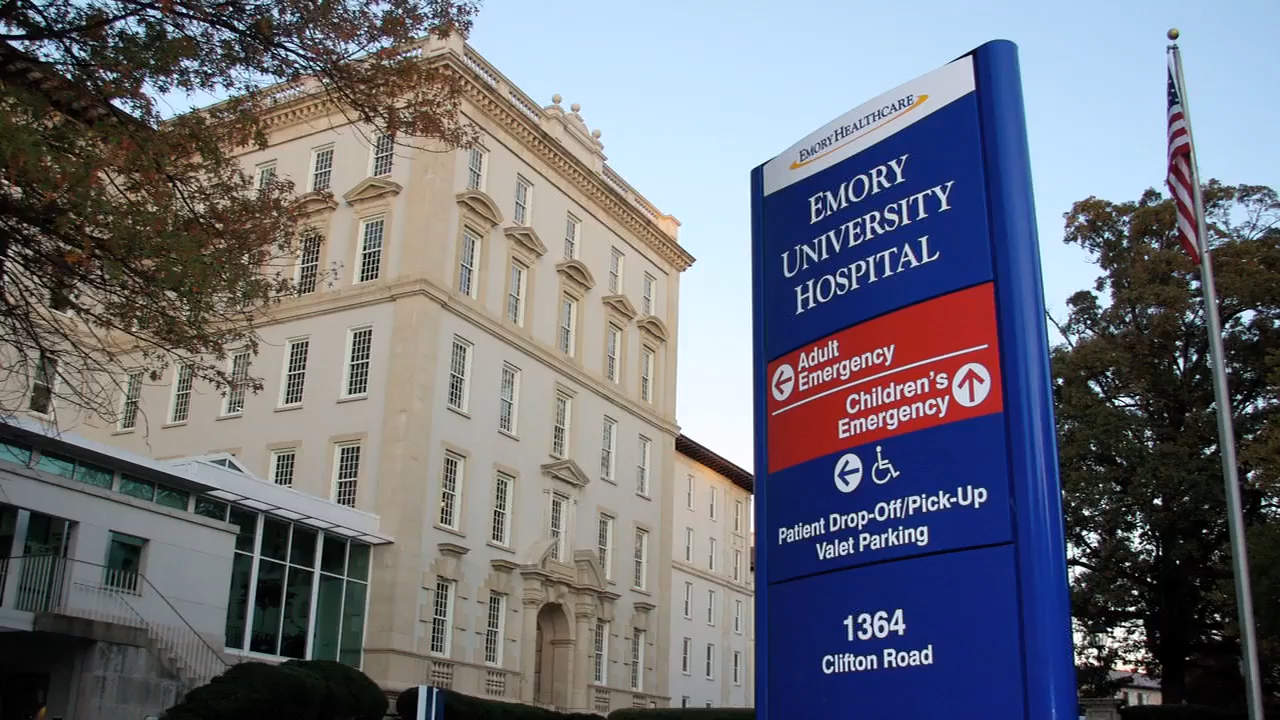 EMORY HEALTHCARE
EMORY
UNIVERSITY
HOSPITAL
Adult
Emergency
Children's
Emergency
Patient Drop-Off/Pick-Up
Valet Parking
1364
Clifton Road